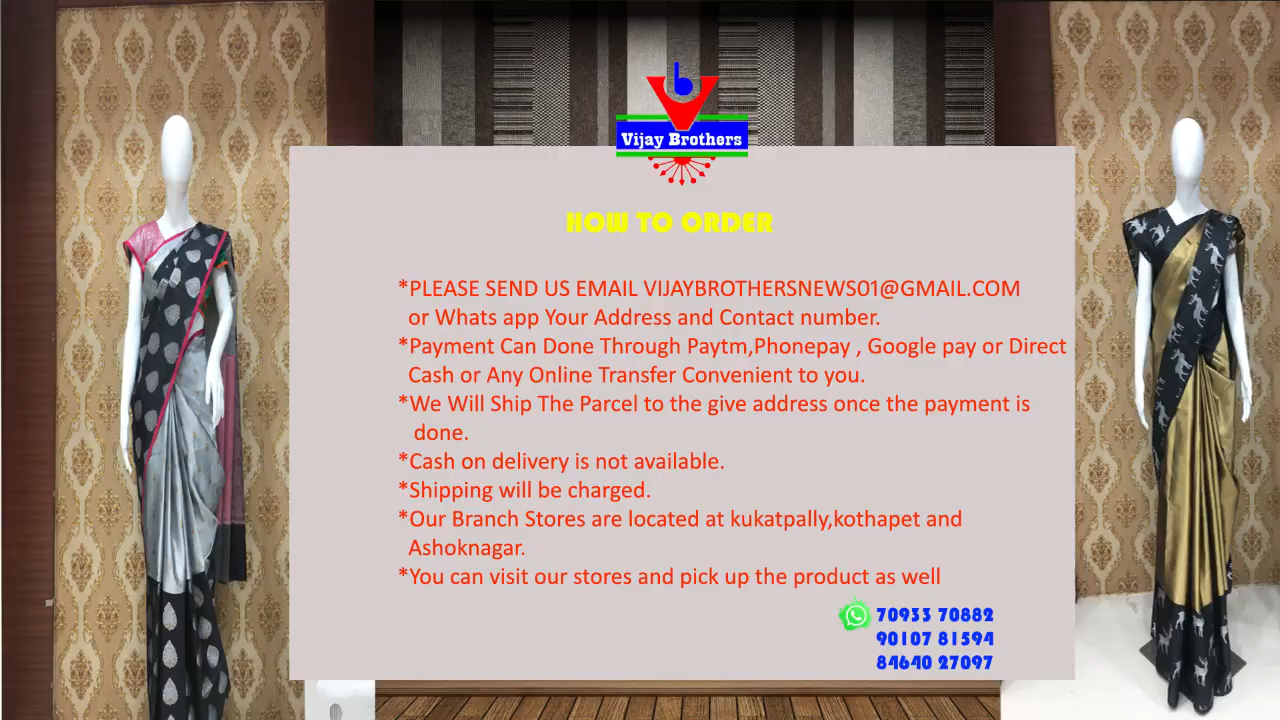 b
Vijay Brothers
HOW TO ORDER
*PLEASE SEND US EMAIL VIJAYBROTHERSNEWS01@GMAIL.COM
or Whats app Your Address and Contact number.
*Payment Can Done Through Paytm,Phonepay , Google pay or Direct
Cash or Any Online Transfer Convenient to you.
*We Will Ship The Parcel to the give address once the payment is
done.
*Cash on delivery is not available.
*Shipping will be charged.
*Our Branch Stores are located at kukatpally,kothapet and
Ashoknagar.
*You can visit our stores and pick up the product as well
70933 70882
90107 81594
84640 27097